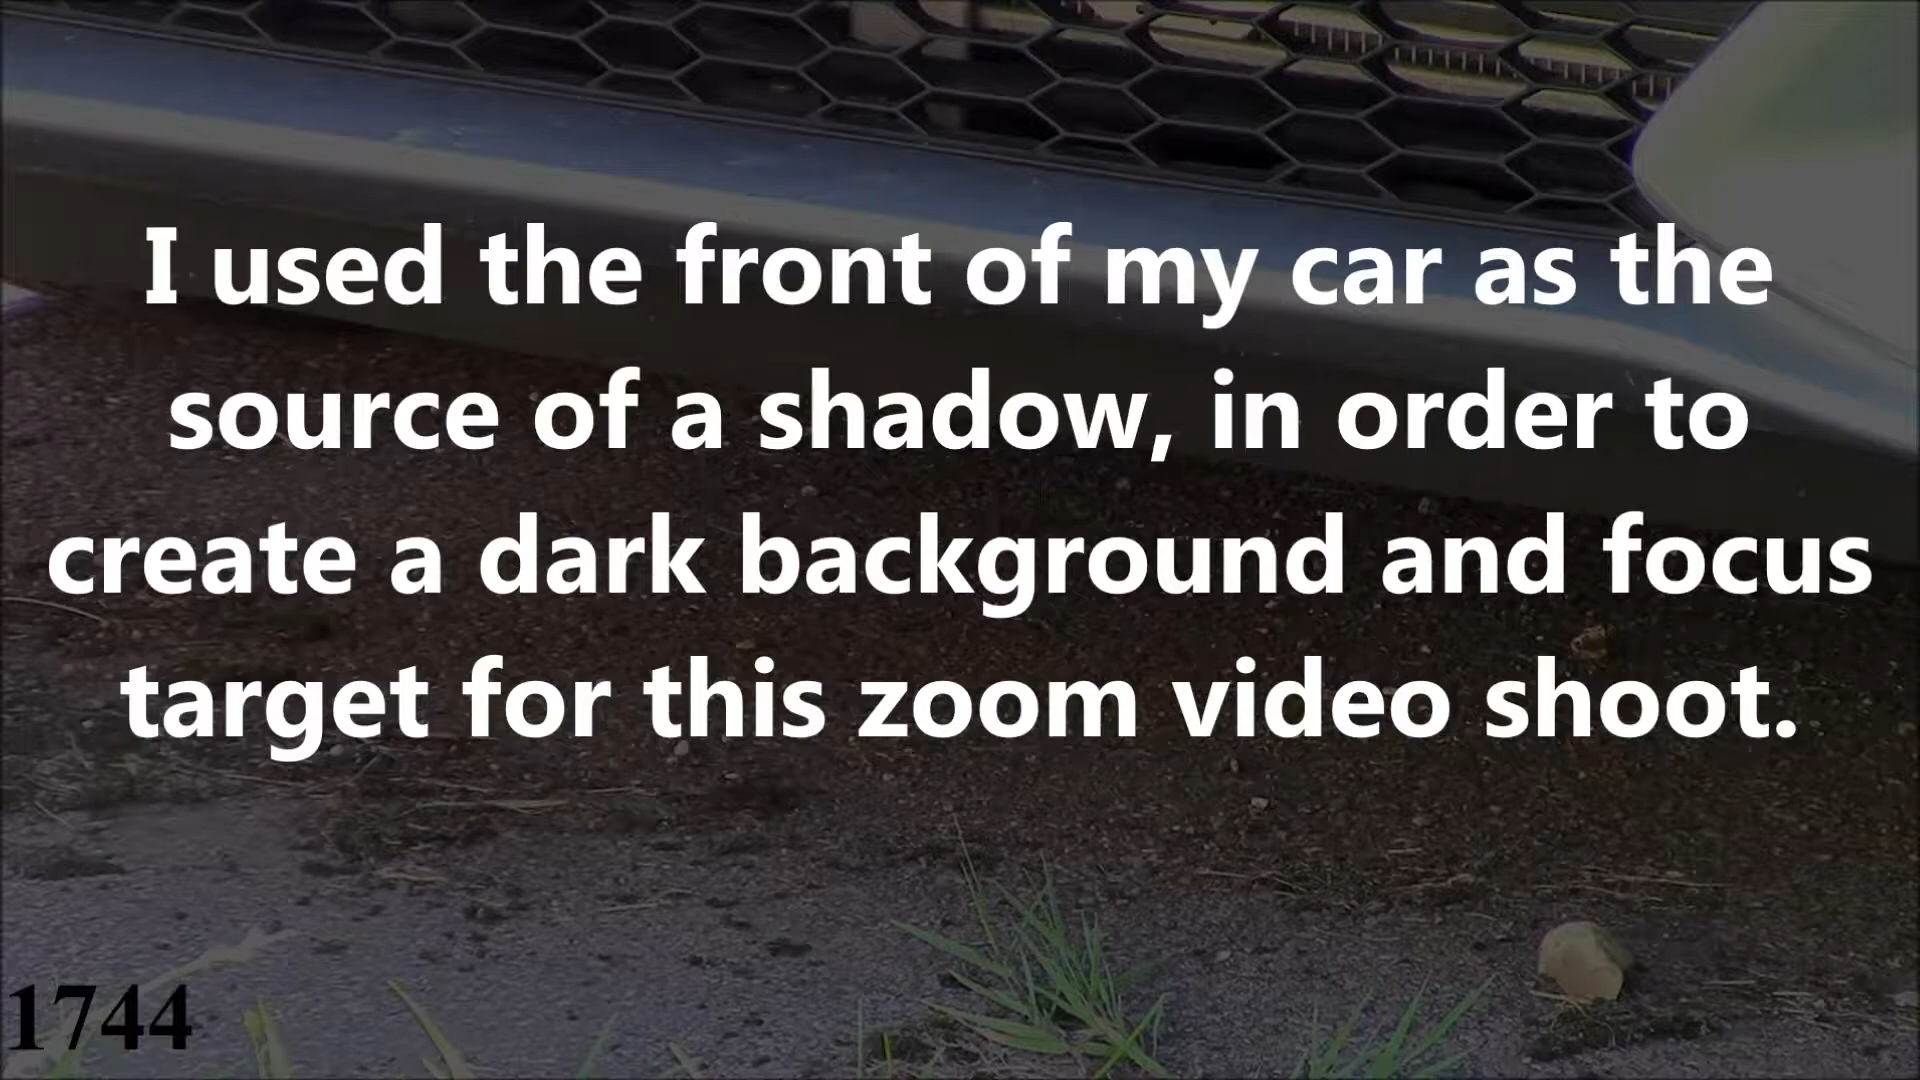 I used the front of my car as the
source of a shadow, in order to
create a dark background and focus
target for this zoom video shoot.
1744